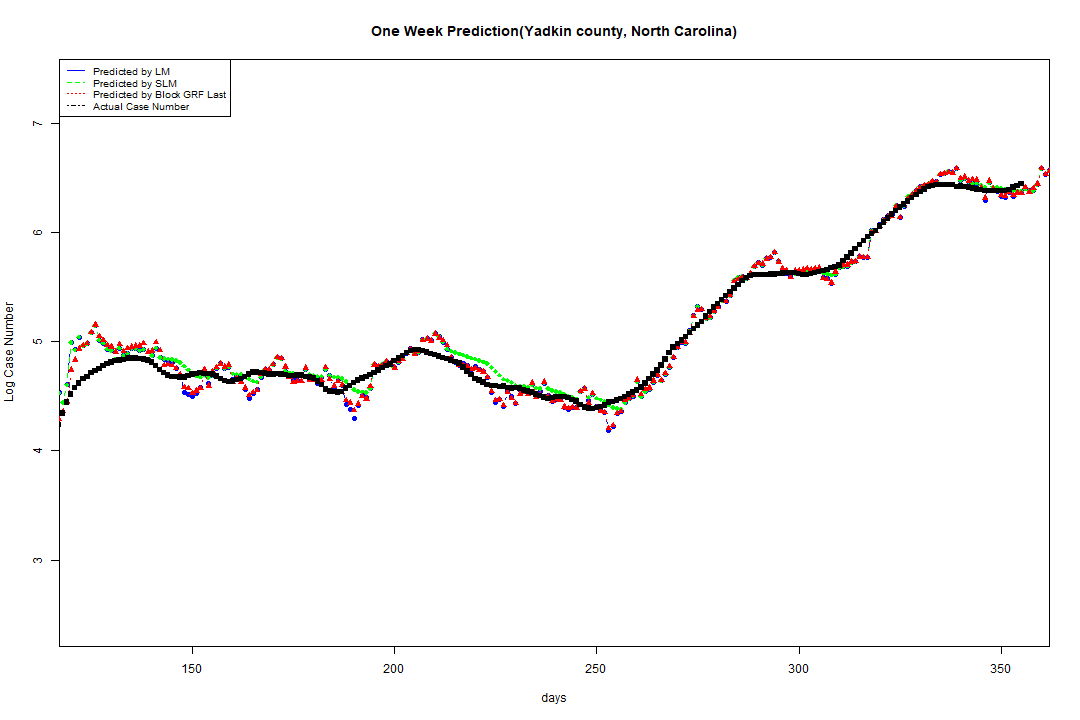 One Week Prediction(Yadkin county, North Carolina)
Predicted by LM
Predicted by SLM
Predicted by Block GRF Last
Actual Case Number
7
6
5
4
3
Log Case Number
150 200 250 300 350
days